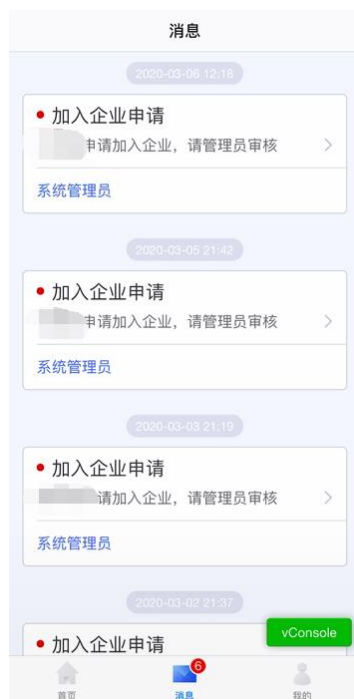 消息
2020-03-06 12:18
加入企业申请
申请加入企业，请管理员审核
系统管理员
2020-03-05 21:42
加入企业申请
申请加入企业，请管理员审核
系统管理员
2020-03-03 21:19
加入企业申请
请加入企业，请管理员审核
系统管理员
2020-03-02 21:37
加入企业申请
vConsole
6
首页
消息
我的